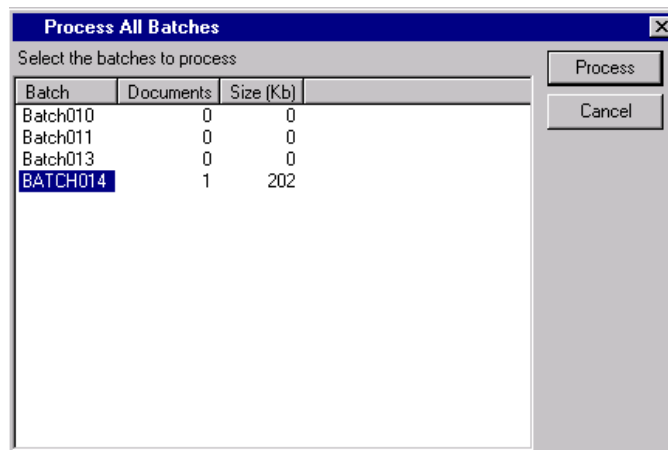 Process All Batches
Select the batches to process
Process
Batch Documents Size (Kb)
Cancel
Batch010 0 0
Batch011 0 0
Batch013 0 0
BATCH014 1 202